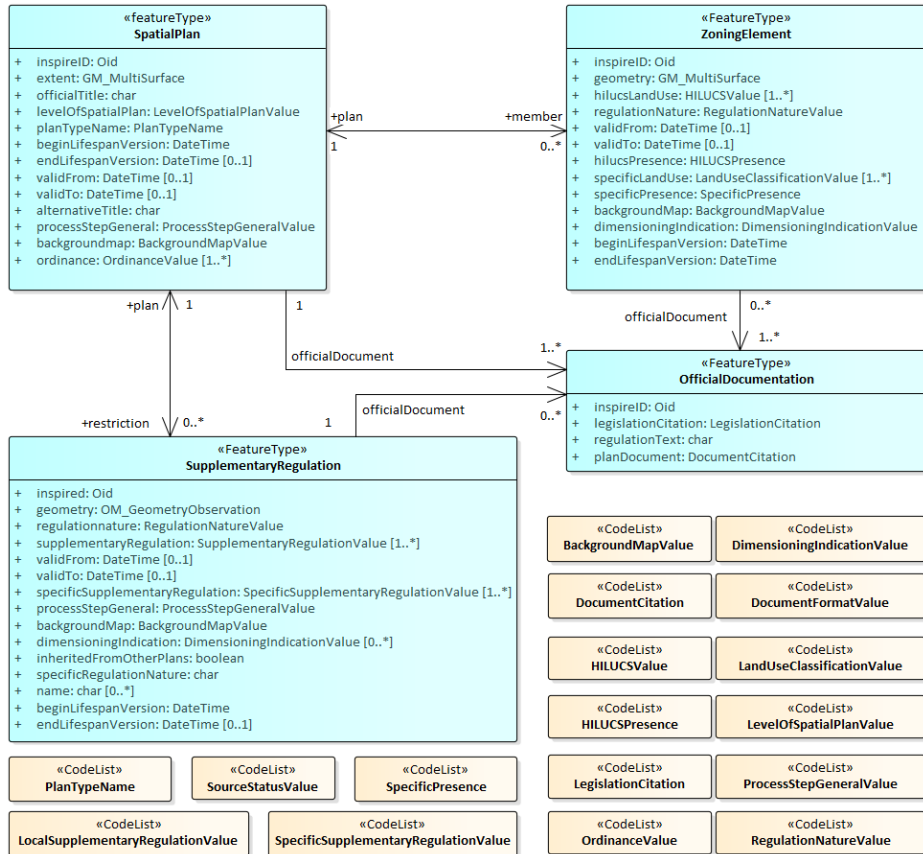 «featureType»
SpatialPlan
+ inspireID: Oid
+ extent: GM_MultiSurface
+ officialTitle: char
+ levelOfSpatialPlan: LevelOfSpatialPlanValue
+ planTypeName: PlanTypeName
+ beginLifespanVersion: DateTime
+ endLifespanVersion: DateTime [0..1]
+ validFrom: DateTime [0..1]
+ validTo: DateTime [0..1]
+ alternativeTitle: char
+ processStepGeneral: ProcessStepGeneralValue
+ backgroundmap: BackgroundMapValue
+ ordinance: OrdinanceValue [1..*]
+plan
1
+member
0..*
«FeatureType»
ZoningElement
+ inspireID: Oid
+ geometry: GM_MultiSurface
+ hilucsLandUse: HILUCSValue [1..*]
+ regulationNature: RegulationNatureValue
+ validFrom: DateTime [0..1]
+ validTo: DateTime [0..1]
+ hilucsPresence: HILUCSPresence
+ specificLandUse: LandUseClassificationValue [1..*]
+ specificPresence: SpecificPresence
+ backgroundMap: BackgroundMapValue
+ dimensioningIndication: DimensioningIndicationValue
+ beginLifespanVersion: DateTime
+ endLifespanVersion: DateTime
+plan
1
1
officialDocument
1..*
0..*
officialDocument
1..*
+restriction
0..*
1
officialDocument
0..*
«FeatureType»
OfficialDocumentation
+ inspireID: Oid
+ legislationCitation: LegislationCitation
+ regulationText: char
+ planDocument: DocumentCitation
«FeatureType»
SupplementaryRegulation
+ inspired: Oid
+ geometry: OM_GeometryObservation
+ regulationnature: RegulationNatureValue
+ supplementaryRegulation: SupplementaryRegulationValue [1..*]
+ validFrom: DateTime [0..1]
+ validTo: DateTime [0..1]
+ specificSupplementaryRegulation: SpecificSupplementaryRegulationValue [1..*]
+ processStepGeneral: ProcessStepGeneralValue
+ backgroundMap: BackgroundMapValue
+ dimensioningIndication: DimensioningIndicationValue [0..*]
+ inheritedFromOtherPlans: boolean
+ specificRegulationNature: char
+ name: char [0..*]
+ beginLifespanVersion: DateTime
+ endLifespanVersion: DateTime [0..1]
«CodeList»
BackgroundMapValue
«CodeList»
DimensioningIndicationValue
«CodeList»
DocumentCitation
«CodeList»
DocumentFormatValue
«CodeList»
HILUCSValue
«CodeList»
LandUseClassificationValue
«CodeList»
HILUCSPresence
«CodeList»
LevelOfSpatialPlanValue
«CodeList»
PlanTypeName
«CodeList»
SourceStatusValue
«CodeList»
SpecificPresence
«CodeList»
LegislationCitation
«CodeList»
ProcessStepGeneralValue
«CodeList»
LocalSupplementaryRegulationValue
«CodeList»
SpecificSupplementaryRegulationValue
«CodeList»
OrdinanceValue
«CodeList»
RegulationNatureValue